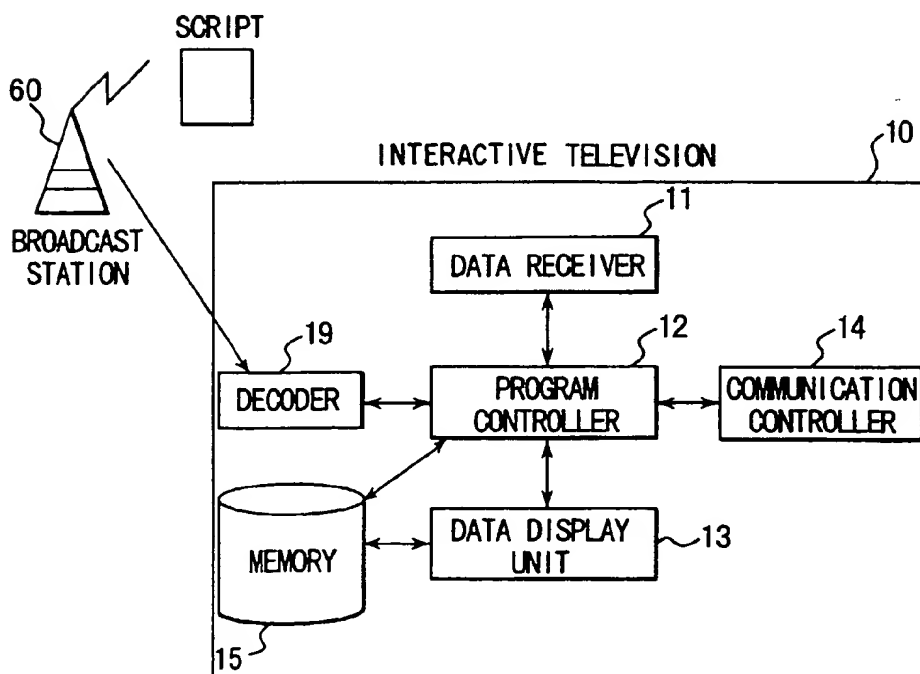 SCRIPT
60
BROADCAST
STATION
INTERACTIVE TELEVISION
10
11
DATA RECEIVER
19
DECODER
12
PROGRAM
CONTROLLER
14
COMMUNICATION
CONTROLLER
MEMORY
15
DATA DISPLAY
UNIT
13